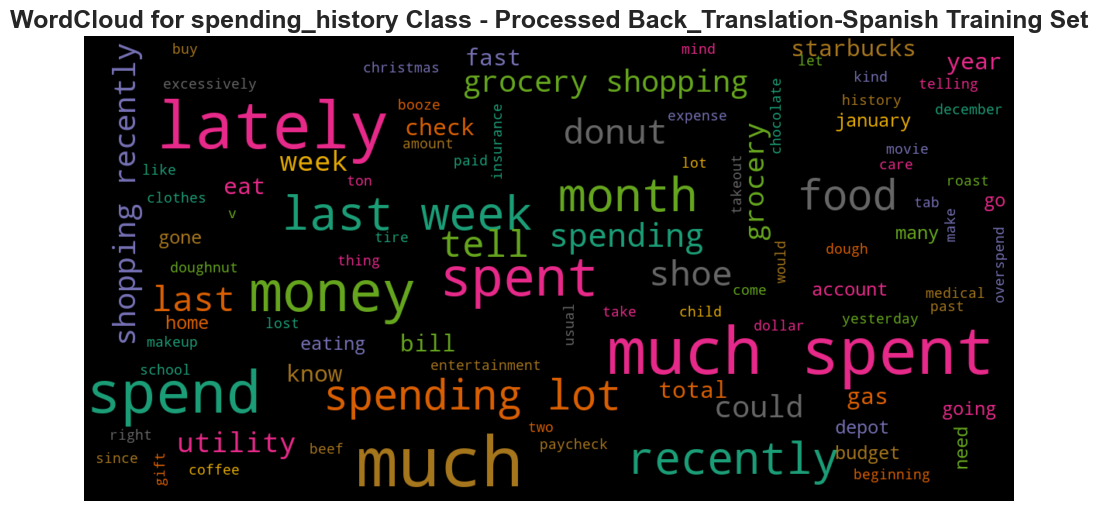 WordCloud for spending_history Class - Processed Back_Translation-Spanish Training Set
shopping recently
buy
christmas
fast
mind
starbucks
let
year
excessively
grocery shopping
kind
telling
lately
booze
check
amount
insurance
donut
expense
chocolate
history
january
december
week
paid
lot
movie
care
like
eat
ton
month
takeout
grocery
food
roast
go
clothes
v
last week
tab
make
gone
tire
tell
spending
would
many
overspend
doughnut
thing
spent
shoe
dough
last
money
come
account
medical
past
home
lost
usual
take
child
dollar
yesterday
makeup
eating
bill
much spent
school
entertainment
spend
know
spending lot
total
could
gas
going
right
utility
two
paycheck
depot
need
since
gift
coffee
beef
much
recently
budget
beginning